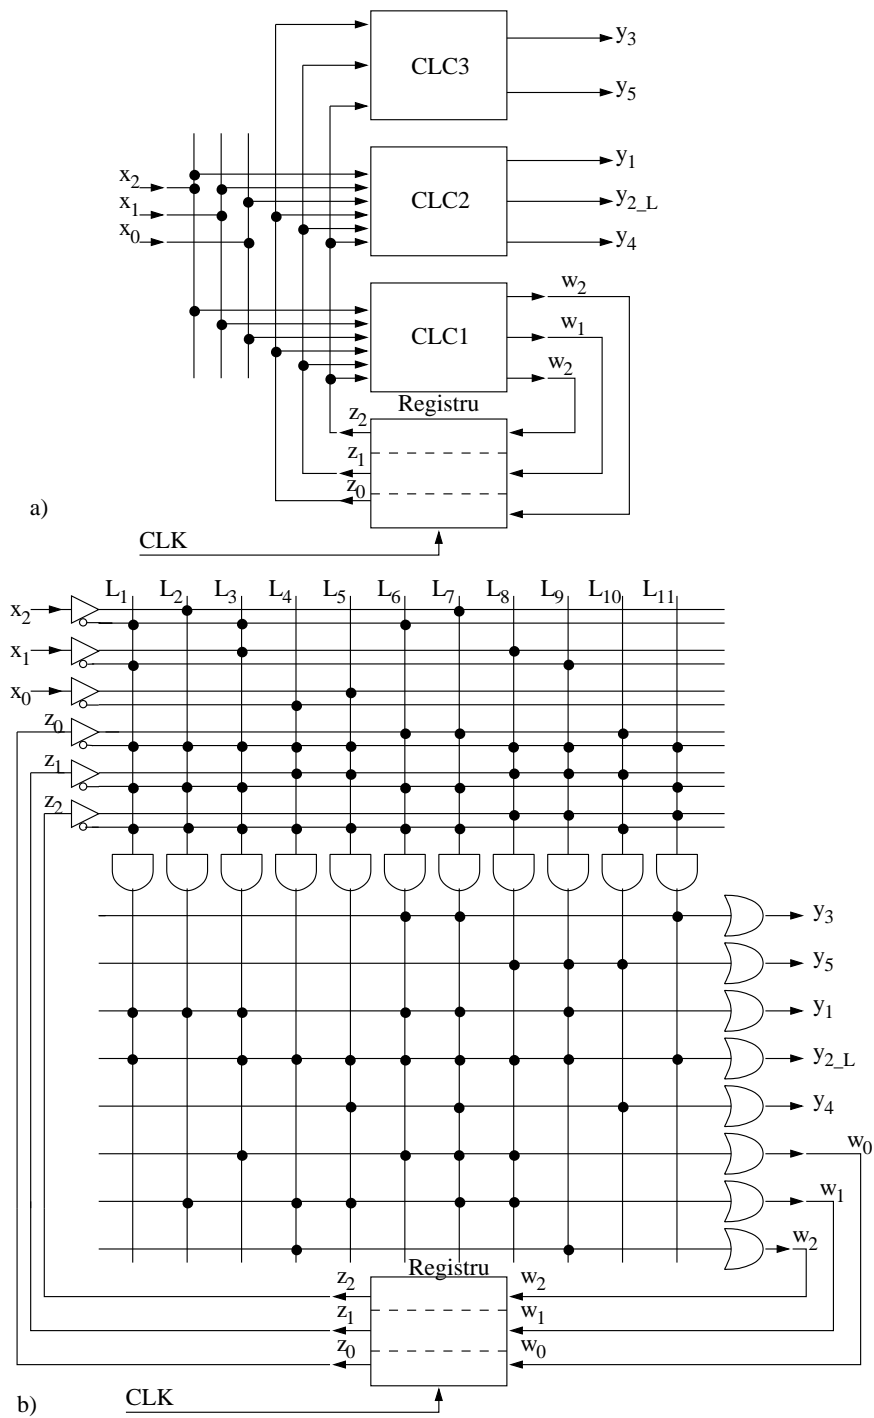 y3
CLC3
y5
y1
x2
x1
CLC2
y2_L
x0
y4
w2
CLC1
w1
w2
Registru
z2
z1
z0
a)
CLK
L1 L2 L3 L4 L5 L6 L7 L8 L9 L10 L11
x2
x1
x0
z0
z1
z2
y3
y5
y1
y2_L
y4
w0
w1
w2
Registru
z2 w2
z1 w1
z0 w0
b)
CLK